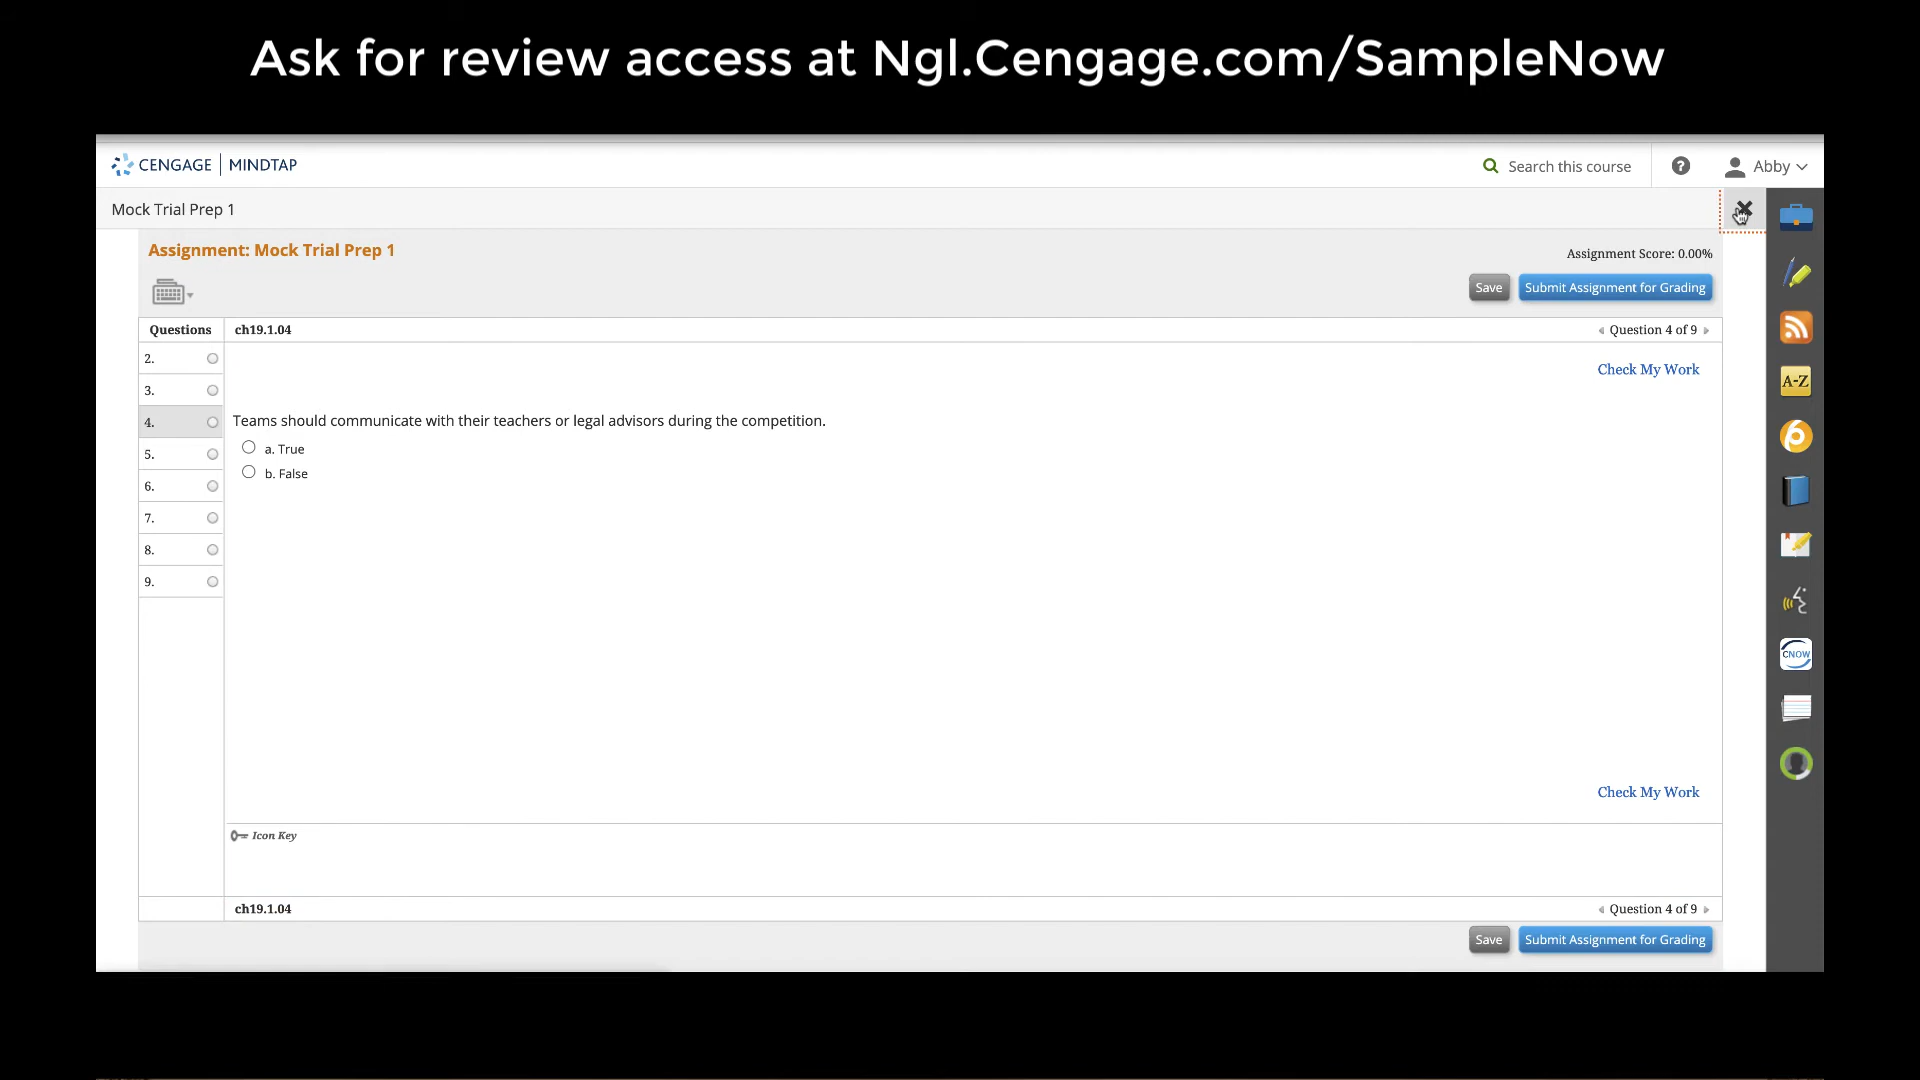 Ask for review access at Ngl.Cengage.com/SampleNow
CENGAGE | MINDTAP
Search this course
?
Abby
Mock Trial Prep 1
Assignment: Mock Trial Prep 1
Assignment Score: 0.00%
Save
Submit Assignment for Grading
Questions
ch19.1.04
Question 4 of 9
2.
3.
4.
5.
6.
7.
8.
9.
Check My Work
Teams should communicate with their teachers or legal advisors during the competition.
a. True
b. False
Check My Work
Icon Key
ch19.1.04
Question 4 of 9
Save
Submit Assignment for Grading
A-Z
CNOW